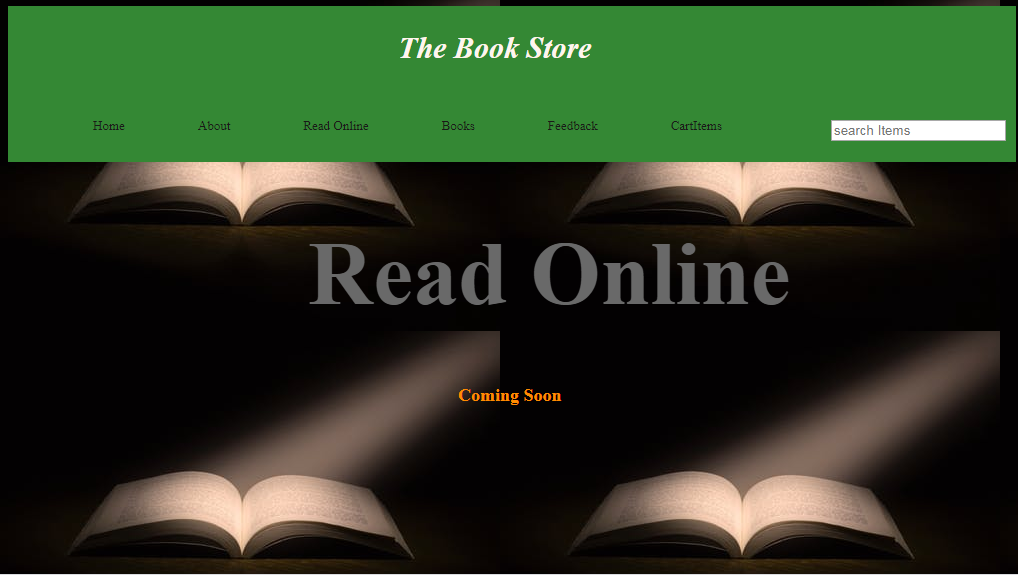 The Book Store
Home About Read Online Books Feedback CartItems search Items
Read Online
Coming Soon